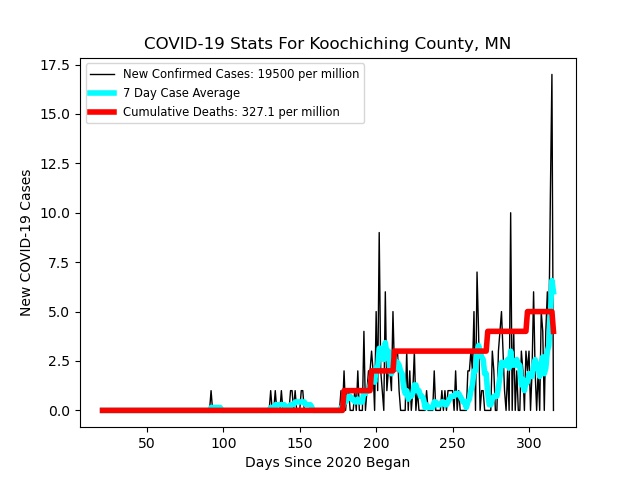 COVID-19 Stats For Koochiching County, MN
New Confirmed Cases: 19500 per million
7 Day Case Average
Cumulative Deaths: 327.1 per million
New COVID-19 Cases
17.5
15.0
12.5
10.0
7.5
5.0
2.5
0.0
50 100 150 200 250 300
Days Since 2020 Began